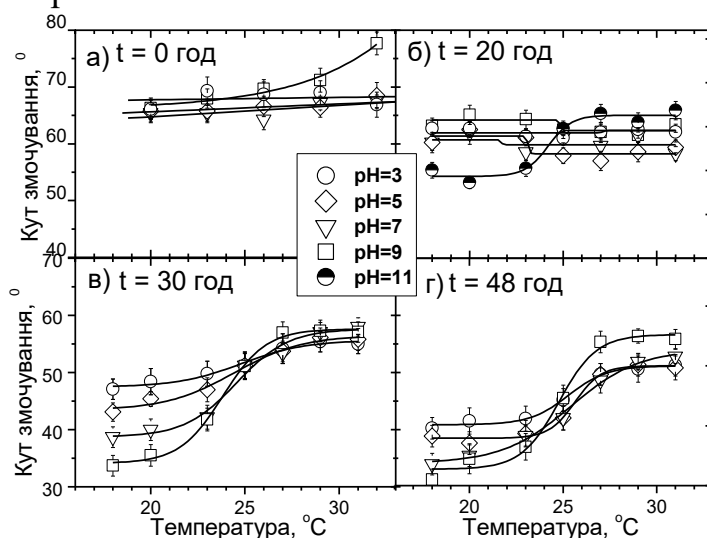 а) t = 0 год
б) t = 20 год
в) t = 30 год
г) t = 48 год
pH=3
pH=5
pH=7
pH=9
pH=11
Кут змочування, ⁰
80
70
60
50
40
Кут змочування, ⁰
60
50
40
30
20 25 30
20 25 30
Температура, °C
Температура, °C